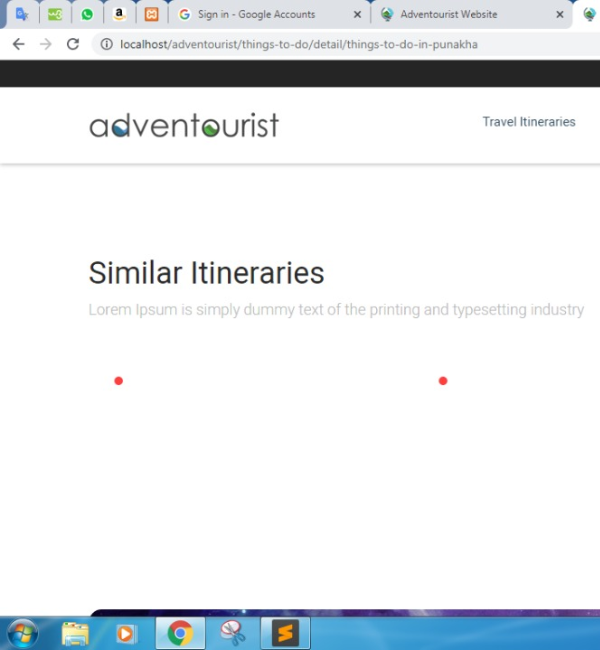 Sign in - Google Accounts
Adventourist Website
localhost/adventourist/things-to-do/detail/things-to-do-in-punakha
adventourist
Travel Itineraries
Similar Itineraries
Lorem Ipsum is simply dummy text of the printing and typesetting industry